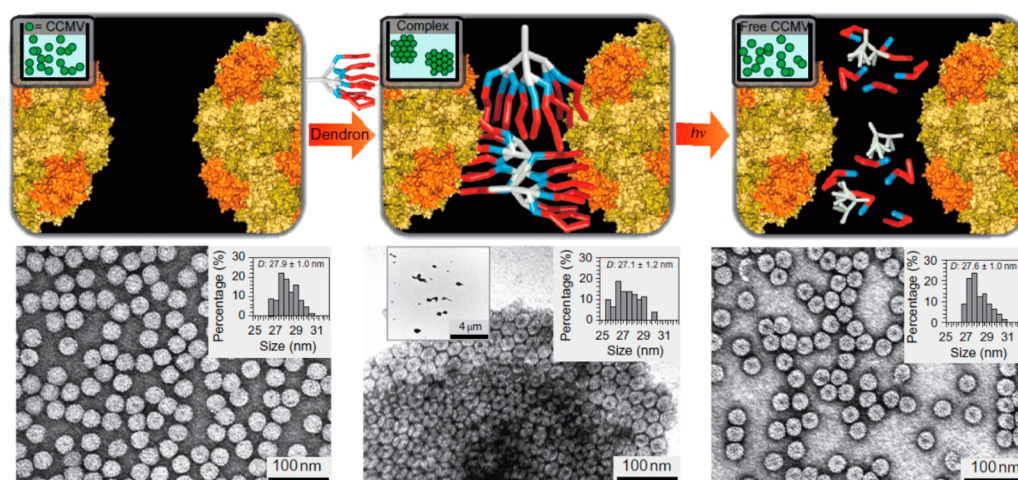 = CCMV
Complex
Free CCMV
Dendron
hν
Percentage (%)
30
20
10
0
D: 27.9 ± 1.0 nm
25 27 29 31
Size (nm)
100 nm
4 μm
Percentage (%)
30
20
10
0
D: 27.1 ± 1.2 nm
25 27 29 31
Size (nm)
100 nm
Percentage (%)
30
20
10
0
D: 27.6 ± 1.0 nm
25 27 29 31
Size (nm)
100 nm